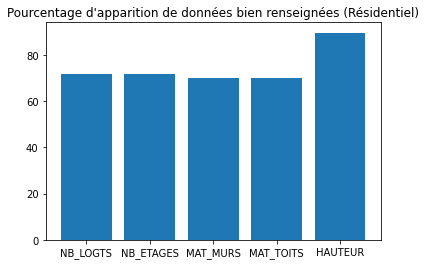 Pourcentage d'apparition de données bien renseignées (Résidentiel)
80
60
40
20
0
NB_LOGTS NB_ETAGES MAT_MURS MAT_TOITS HAUTEUR